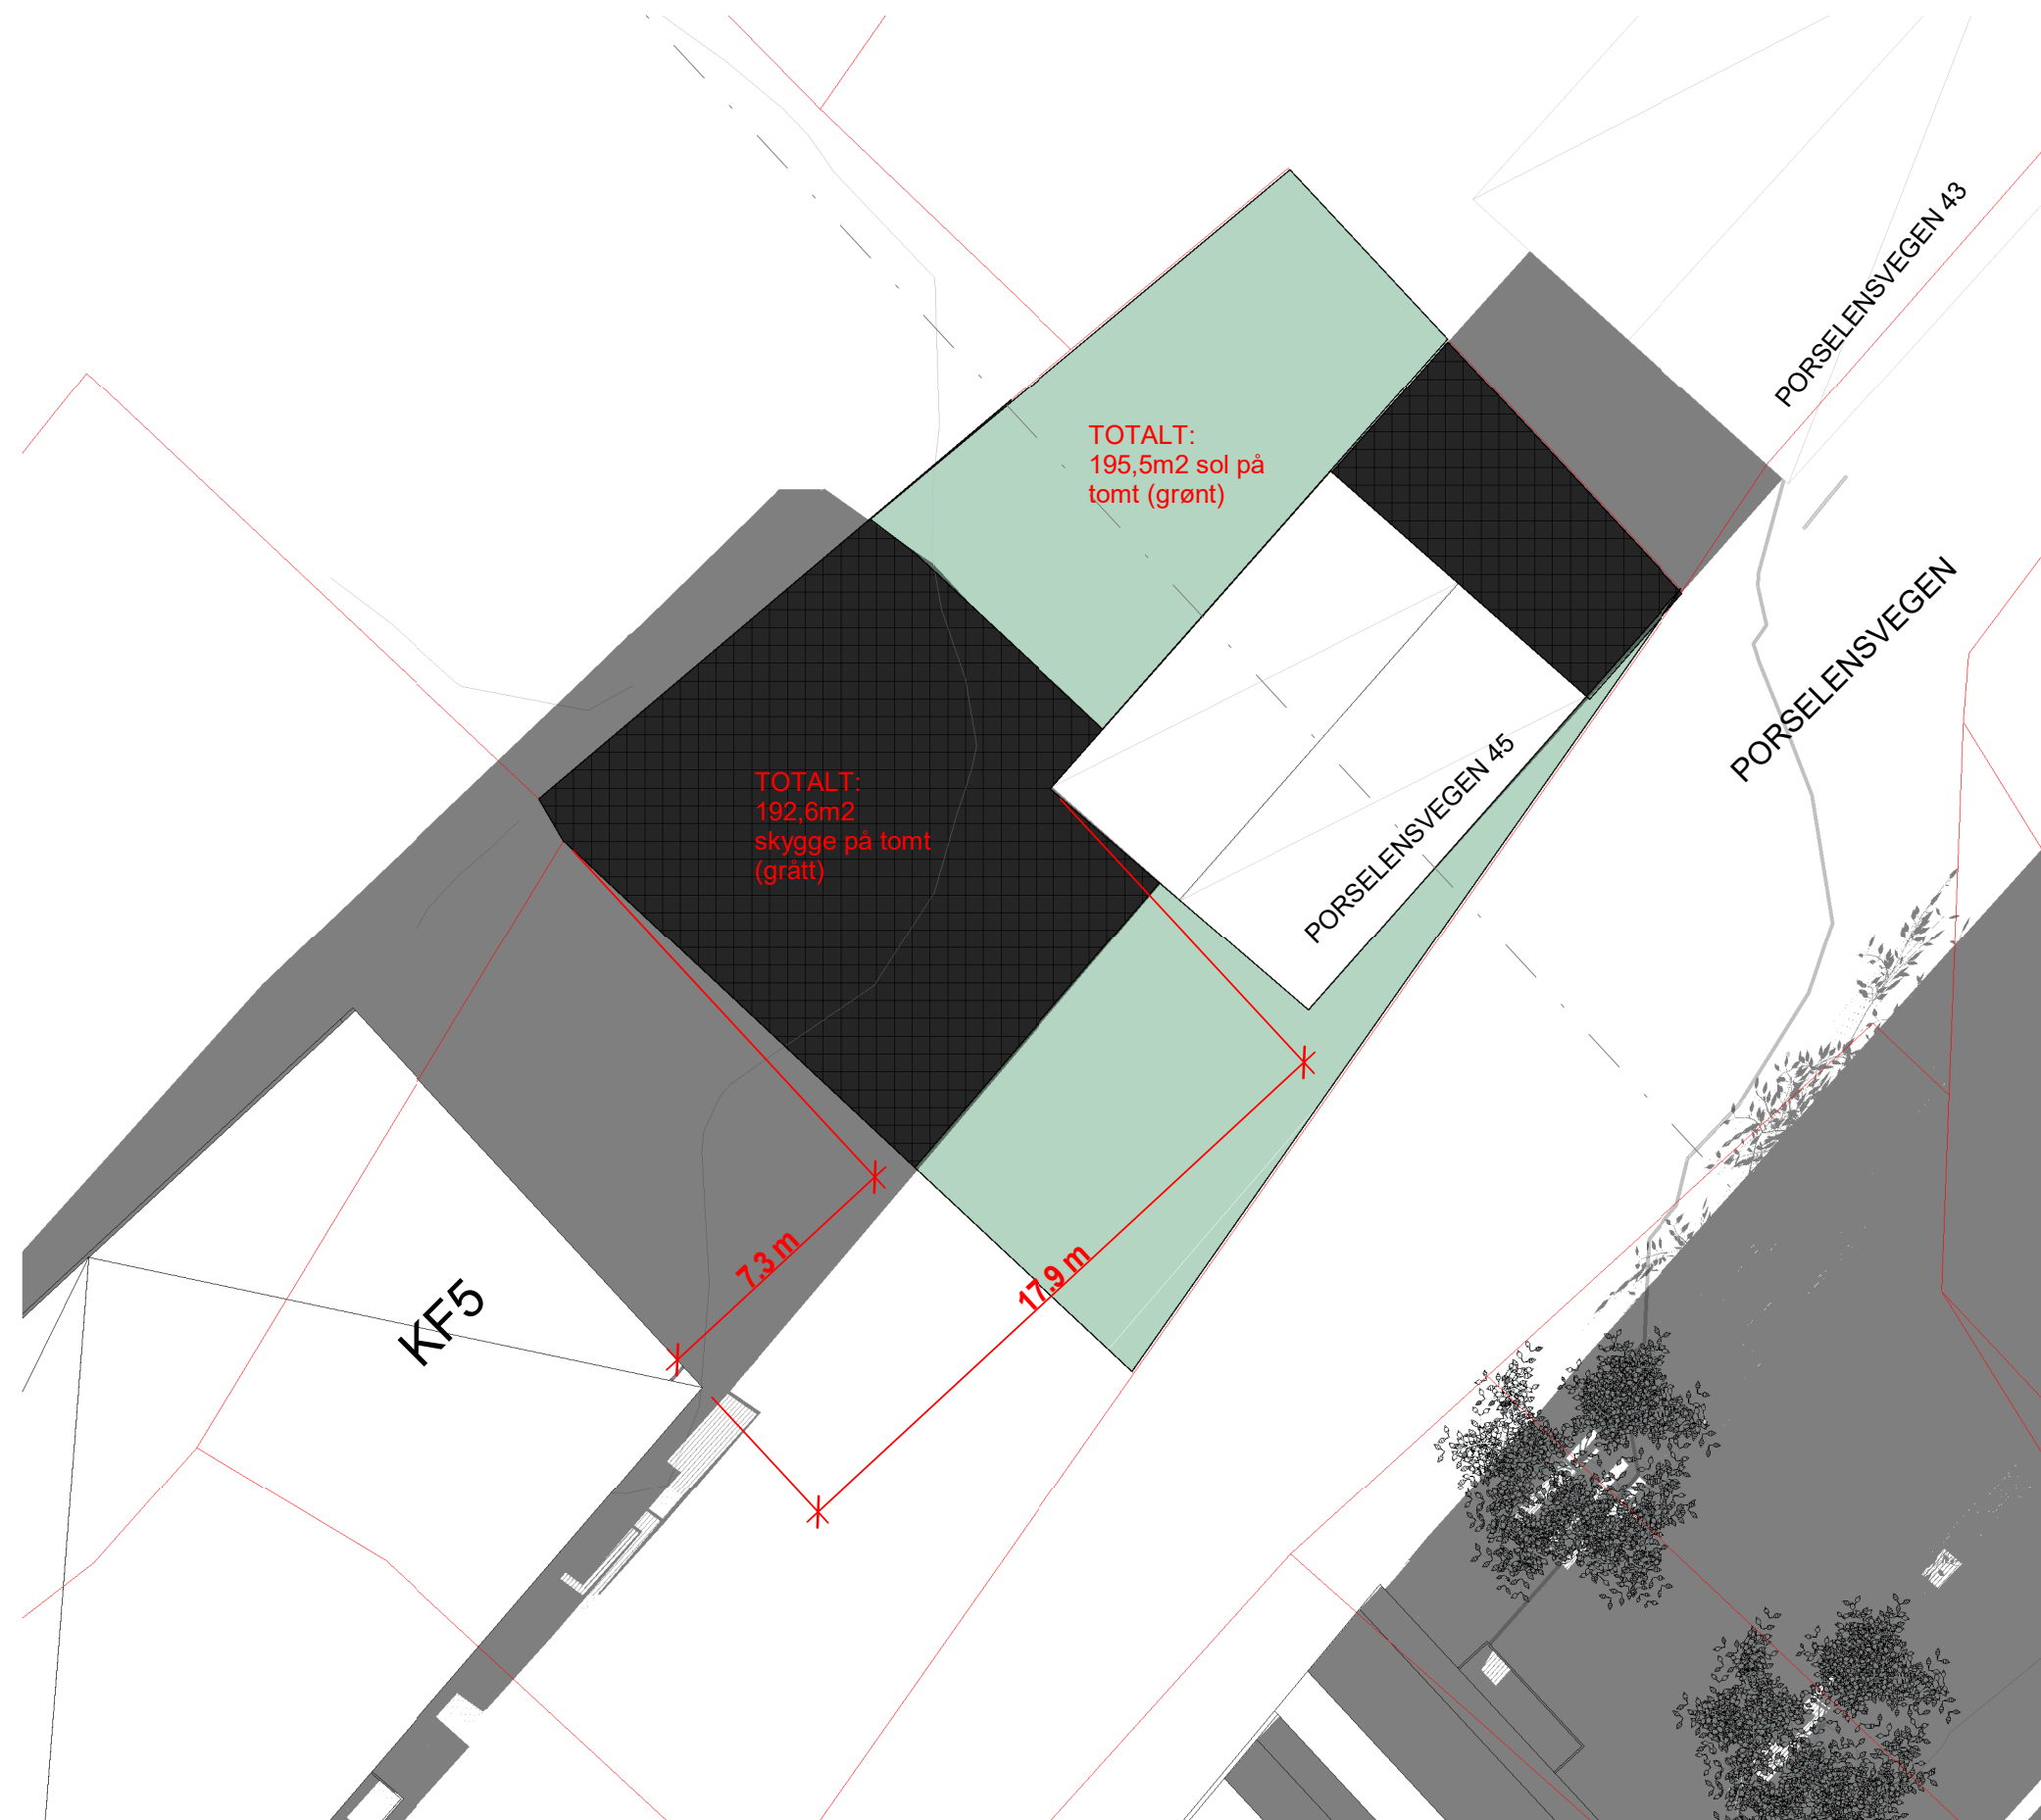 PORSELENSVEGEN 43
TOTALT:
195,5m2 sol på
tomt (grønt)
PORSELENSVEGEN
TOTALT:
192,6m2
skygge på tomt
(grått)
PORSELENSVEGEN 45
7,3 m
17,9 m
KF5